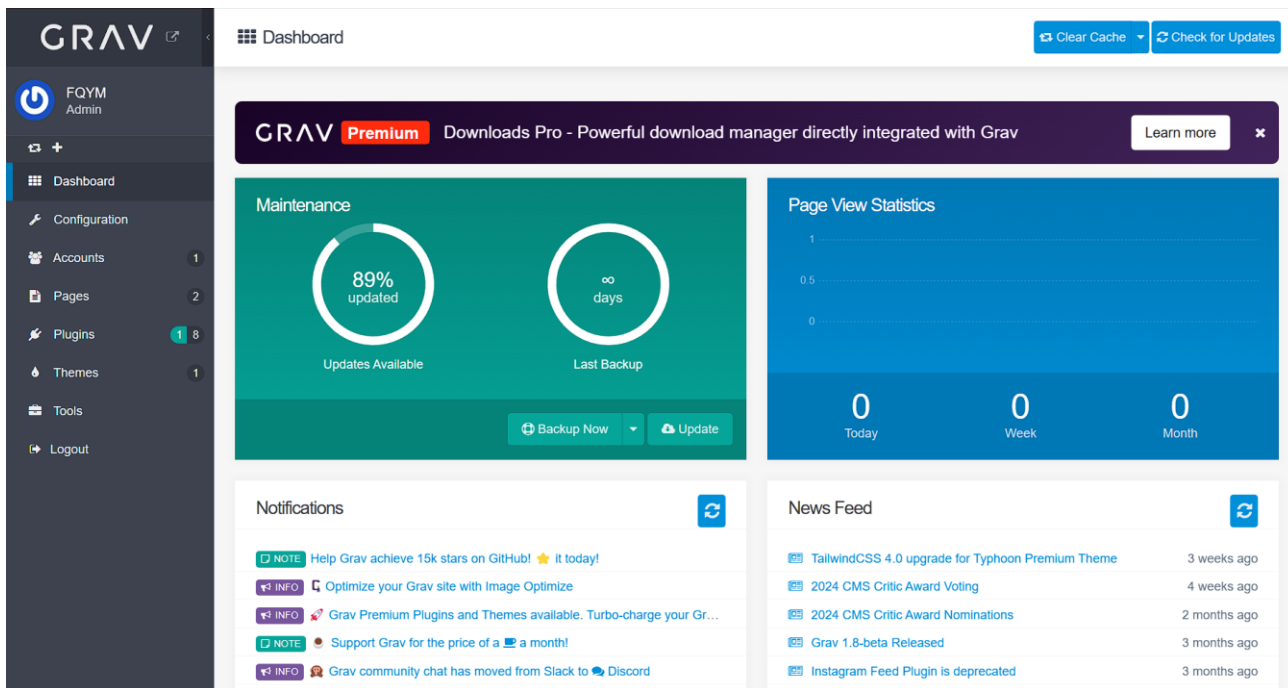 GRAV
Dashboard
Clear Cache
Check for Updates
FQYM
Admin
Dashboard
Configuration
Accounts 1
Pages 2
Plugins 1 8
Themes 1
Tools
Logout
GRAV Premium Downloads Pro - Powerful download manager directly integrated with Grav Learn more
Maintenance
89%
updated
Updates Available
∞
days
Last Backup
Backup Now
Update
Page View Statistics
1
0.5
0
0 0 0
Today Week Month
Notifications
NOTE Help Grav achieve 15k stars on GitHub! ⭐ it today!
INFO Optimize your Grav site with Image Optimize
INFO 🚀 Grav Premium Plugins and Themes available. Turbo-charge your Gr...
NOTE Support Grav for the price of a a month!
INFO Grav community chat has moved from Slack to Discord
News Feed
TailwindCSS 4.0 upgrade for Typhoon Premium Theme 3 weeks ago
2024 CMS Critic Award Voting 4 weeks ago
2024 CMS Critic Award Nominations 2 months ago
Grav 1.8-beta Released 3 months ago
Instagram Feed Plugin is deprecated 3 months ago